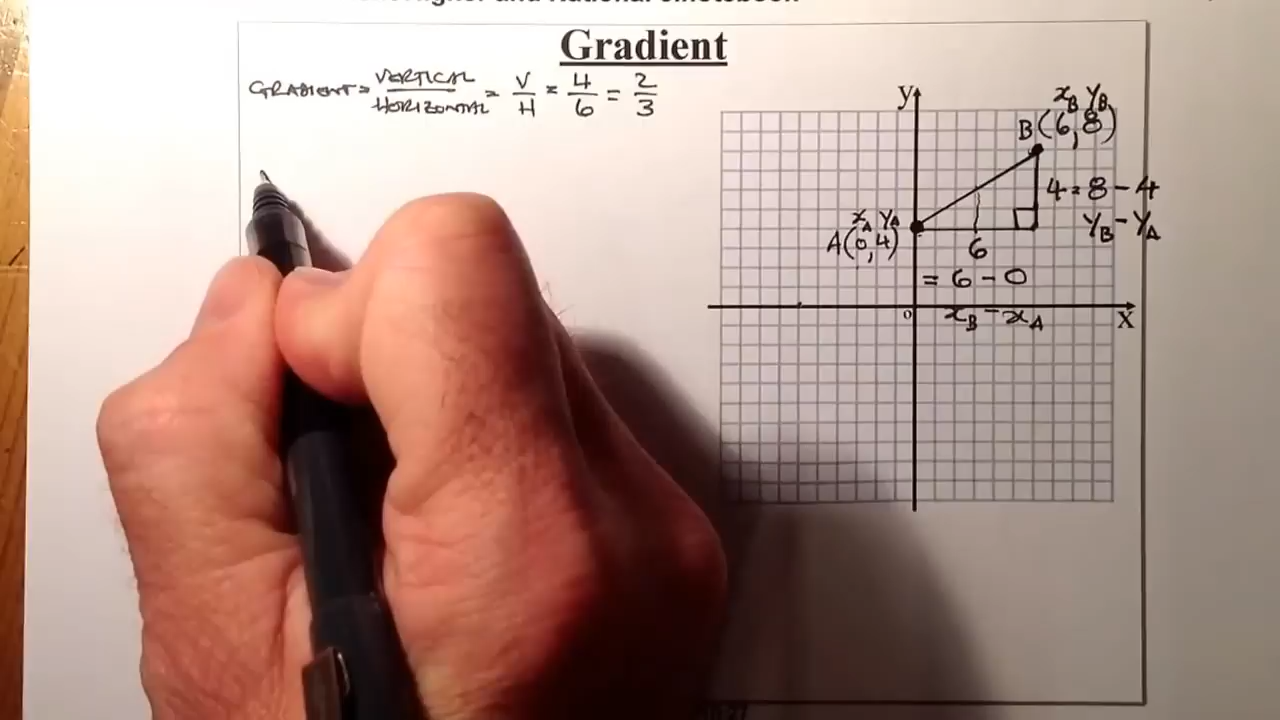 Gradient
GRADIENT = VERTICAL / HORIZONTAL = V / H = 4 / 6 = 2 / 3
y
x_B y_B
B(6,8)
4 = 8 - 4
y_B - y_A
x_A y_A
A(0,4)
6
= 6 - 0
x_B - x_A
o
x